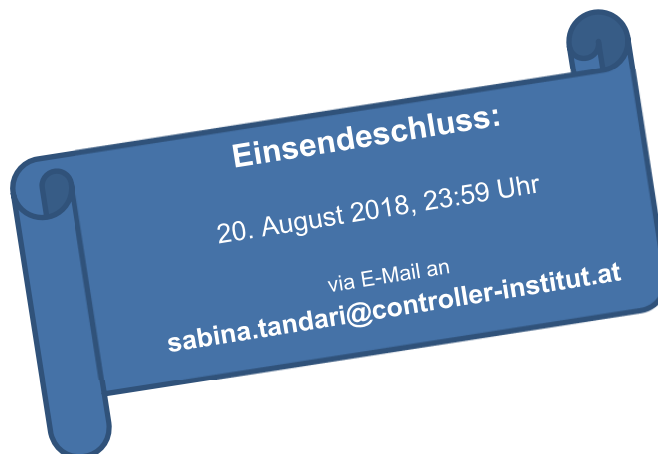 Einsendeschluss:
20. August 2018, 23:59 Uhr
via E-Mail an
sabina.tandari@controller-institut.at